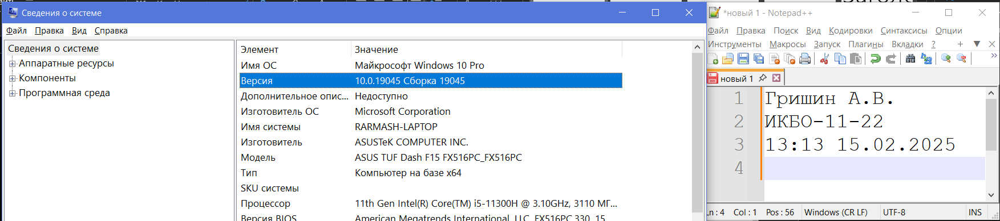 Сведения о системе
Файл Правка Вид Справка
Сведения о системе
Аппаратные ресурсы
Компоненты
Программная среда
Элемент Значение
Имя ОС Майкрософт Windows 10 Pro
Версия 10.0.19045 Сборка 19045
Дополнительное опис... Недоступно
Изготовитель ОС Microsoft Corporation
Имя системы RARMASH-LAPTOP
Изготовитель ASUSTeK COMPUTER INC.
Модель ASUS TUF Dash F15 FX516PC_FX516PC
Тип Компьютер на базе x64
SKU системы
Процессор 11th Gen Intel(R) Core(TM) i5-11300H @ 3.10GHz, 3110 МГ...
Версия BIOS American Megatrends International, LLC. FX516PC.330, 15
*новый 1 - Notepad++
Файл Правка Поиск Вид Кодировки Синтаксисы Опции
Инструменты Макросы Запуск Плагины Вкладки ?
новый 1
1 Гришин А.В.
2 ИКБО-11-22
3 13:13 15.02.2025
4
Ln : 4 Col : 1 Pos : 56 Windows (CR LF) UTF-8 INS